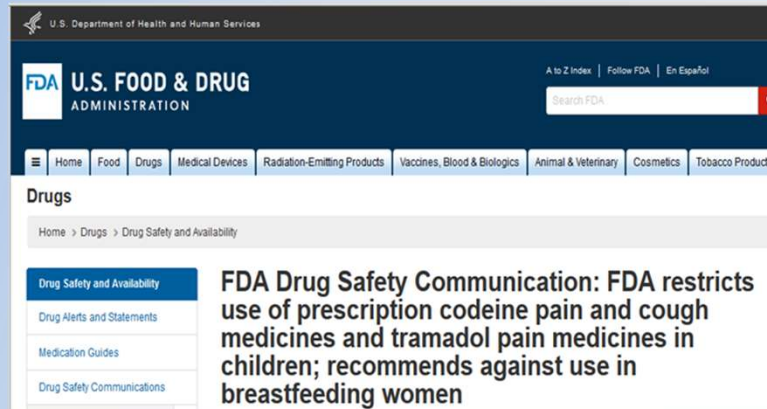 U.S. Department of Health and Human Services
FDA U.S. FOOD & DRUG
ADMINISTRATION
A to Z Index | Follow FDA | En Español
Search FDA
≡ Home Food Drugs Medical Devices Radiation-Emitting Products Vaccines, Blood & Biologics Animal & Veterinary Cosmetics Tobacco Product
Drugs
Home > Drugs > Drug Safety and Availability
Drug Safety and Availability
Drug Alerts and Statements
Medication Guides
Drug Safety Communications
FDA Drug Safety Communication: FDA restricts
use of prescription codeine pain and cough
medicines and tramadol pain medicines in
children; recommends against use in
breastfeeding women